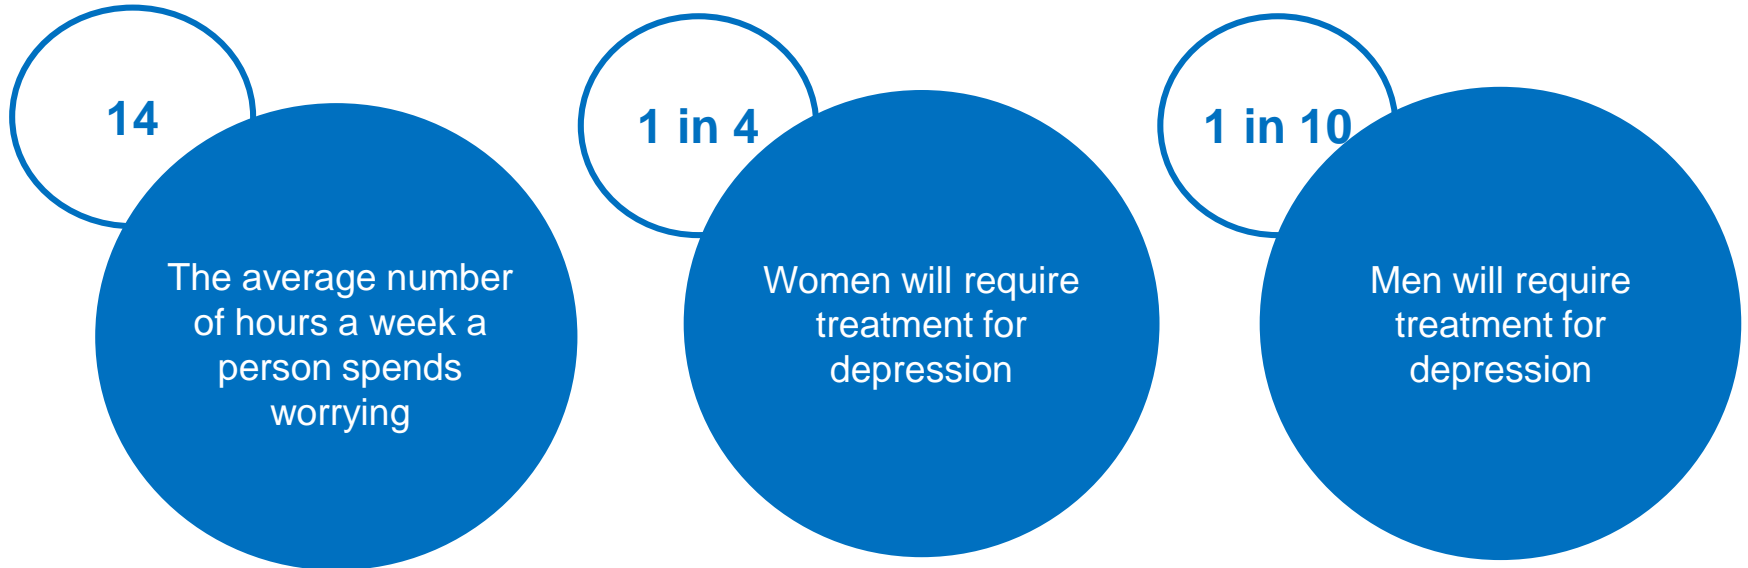 14
The average number
of hours a week a
person spends
worrying
1 in 4
Women will require
treatment for
depression
1 in 10
Men will require
treatment for
depression